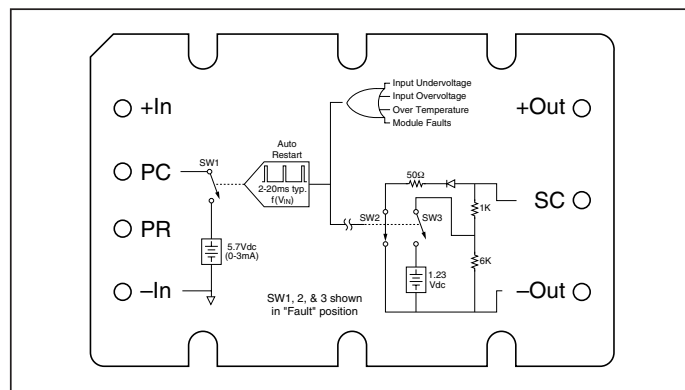 Input Undervoltage
Input Overvoltage
Over Temperature
Module Faults
+In
+Out
Auto
Restart
2-20ms typ.
f(VIN)
SW1
PC
50Ω
1K
SC
SW2
SW3
PR
5.7Vdc
(0-3mA)
1.23
Vdc
6K
–In
–Out
SW1, 2, & 3 shown
in "Fault" position